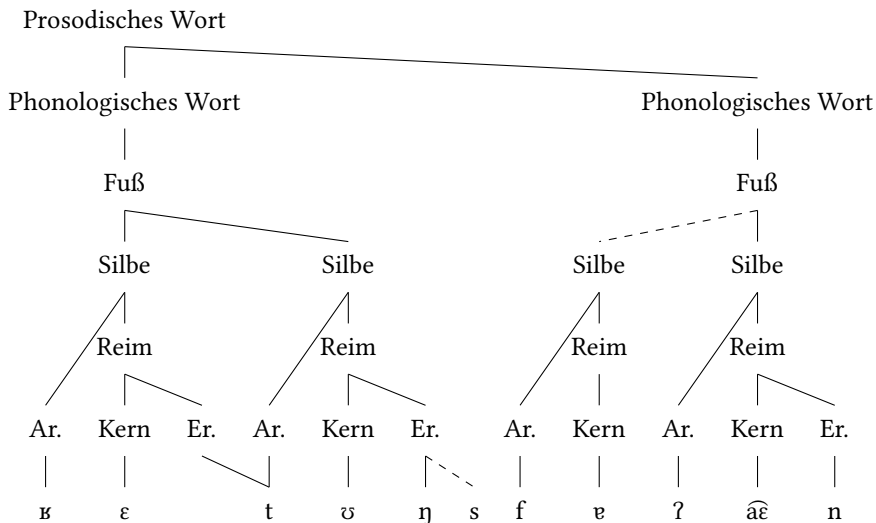 Prosodisches Wort
Phonologisches Wort Phonologisches Wort
Fuß Fuß
Silbe Silbe Silbe Silbe
Reim Reim Reim Reim
Ar. Kern Er. Ar. Kern Er. Ar. Kern Ar. Kern Er.
ʁ ɛ t ʊ ŋ s f ɐ ʔ a͡ɛ n